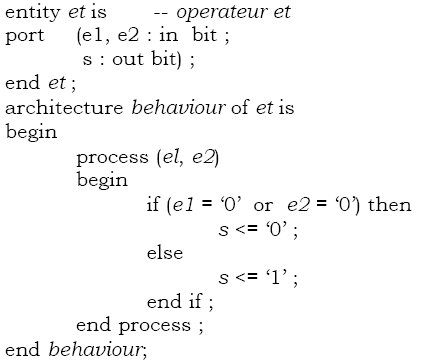 entity et is -- operateur et
port (e1, e2 : in bit ;
s : out bit) ;
end et ;
architecture behaviour of et is
begin
process (el, e2)
begin
if (e1 = ‘0’ or e2 = ‘0’) then
s <= ‘0’ ;
else
s <= ‘1’ ;
end if ;
end process ;
end behaviour;